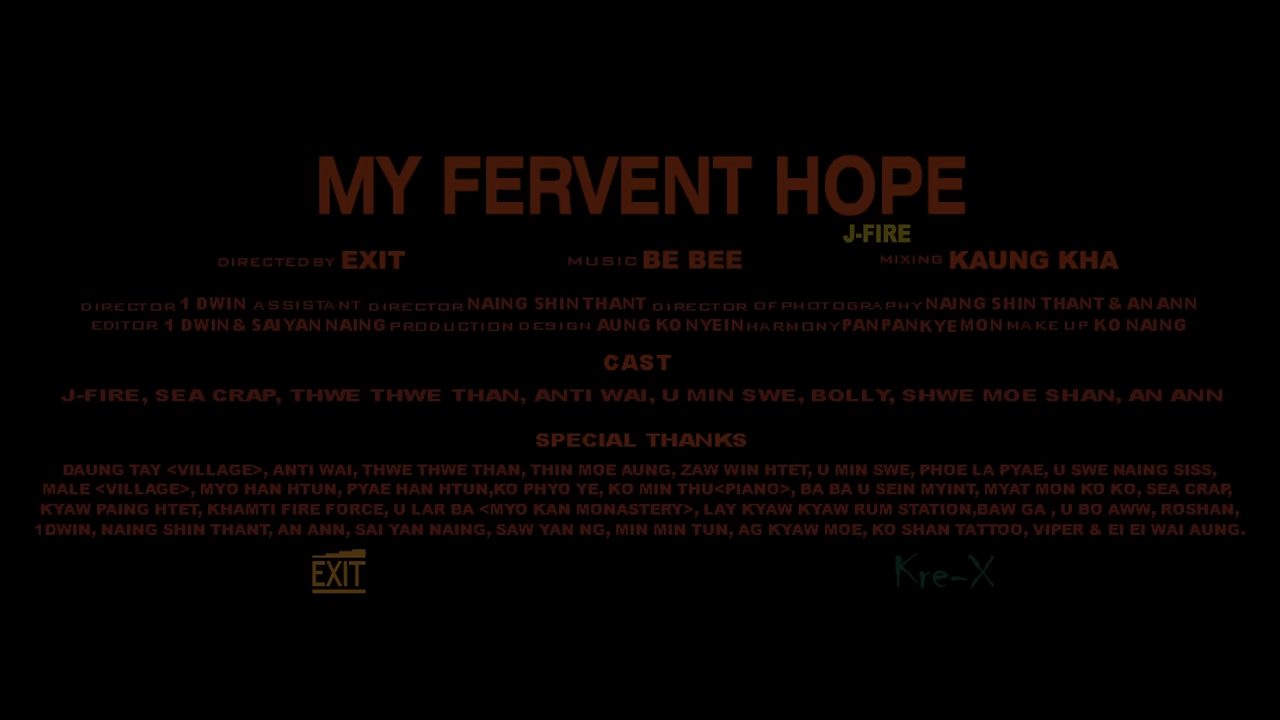 MY FERVENT HOPE
J-FIRE
DIRECTED BY EXIT MUSIC BE BEE MIXING KAUNG KHA
DIRECTOR 1 DWIN ASSISTANT DIRECTOR NAING SHIN THANT DIRECTOR OF PHOTOGRAPHY NAING SHIN THANT & AN ANN
EDITOR 1 DWIN & SAI YAN NAING PRODUCTION DESIGN AUNG KO NYEIN HARMONY PAN PAN KYE MON MAKE UP KO NAING
CAST
J-FIRE, SEA CRAP, THWE THWE THAN, ANTI WAI, U MIN SWE, BOLLY, SHWE MOE SHAN, AN ANN
SPECIAL THANKS
DAUNG TAY <VILLAGE>, ANTI WAI, THWE THWE THAN, THIN MOE AUNG, ZAW WIN HTET, U MIN SWE, PHOE LA PYAE, U SWE NAING SISS,
MALE <VILLAGE>, MYO HAN HTUN, PYAE HAN HTUN,KO PHYO YE, KO MIN THU<PIANO>, BA BA U SEIN MYINT, MYAT MON KO KO, SEA CRAP,
KYAW PAING HTET, KHAMTI FIRE FORCE, U LAR BA <MYO KAN MONASTERY>, LAY KYAW KYAW RUM STATION,BAW GA , U BO AWW, ROSHAN,
1DWIN, NAING SHIN THANT, AN ANN, SAI YAN NAING, SAW YAN NG, MIN MIN TUN, AG KYAW MOE, KO SHAN TATTOO, VIPER & EI EI WAI AUNG.
EXIT Kre-X